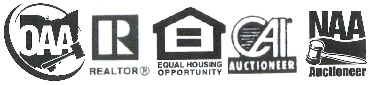 OAA
R
REALTOR®
EQUAL HOUSING
OPPORTUNITY
CAI
AUCTIONEER
NAA
Auctioneer